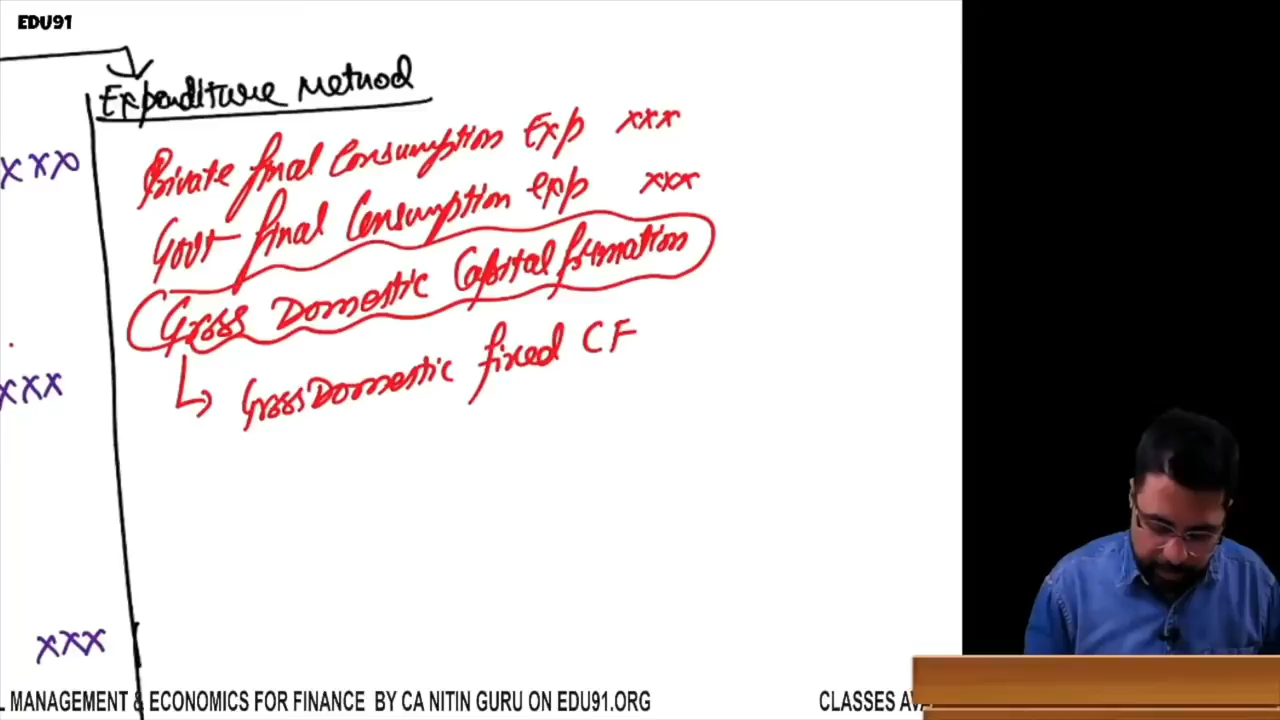 EDU91
Expenditure Method
xxx
Private final Consumption Exp xxx
Govt final Consumption exp xxx
Gross Domestic Capital formation
Gross Domestic fixed CF
xxx
xxx
L MANAGEMENT & ECONOMICS FOR FINANCE BY CA NITIN GURU ON EDU91.ORG
CLASSES AVA